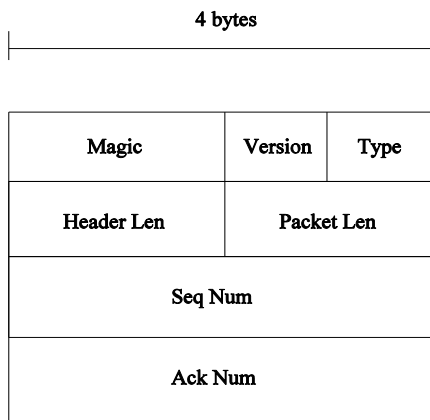 4 bytes
Magic Version Type
Header Len Packet Len
Seq Num
Ack Num